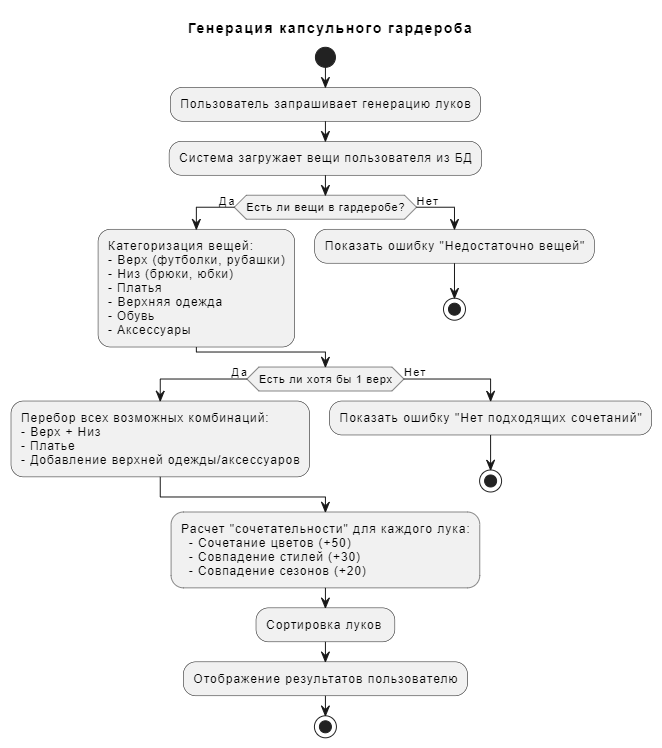 Генерация капсульного гардероба
Пользователь запрашивает генерацию луков
Система загружает вещи пользователя из БД
Да
Есть ли вещи в гардеробе?
Нет
Категоризация вещей:
- Верх (футболки, рубашки)
- Низ (брюки, юбки)
- Платья
- Верхняя одежда
- Обувь
- Аксессуары
Показать ошибку "Недостаточно вещей"
Да
Есть ли хотя бы 1 верх
Нет
Перебор всех возможных комбинаций:
- Верх + Низ
- Платье
- Добавление верхней одежды/аксессуаров
Показать ошибку "Нет подходящих сочетаний"
Расчет "сочетательности" для каждого лука:
- Сочетание цветов (+50)
- Совпадение стилей (+30)
- Совпадение сезонов (+20)
Сортировка луков
Отображение результатов пользователю